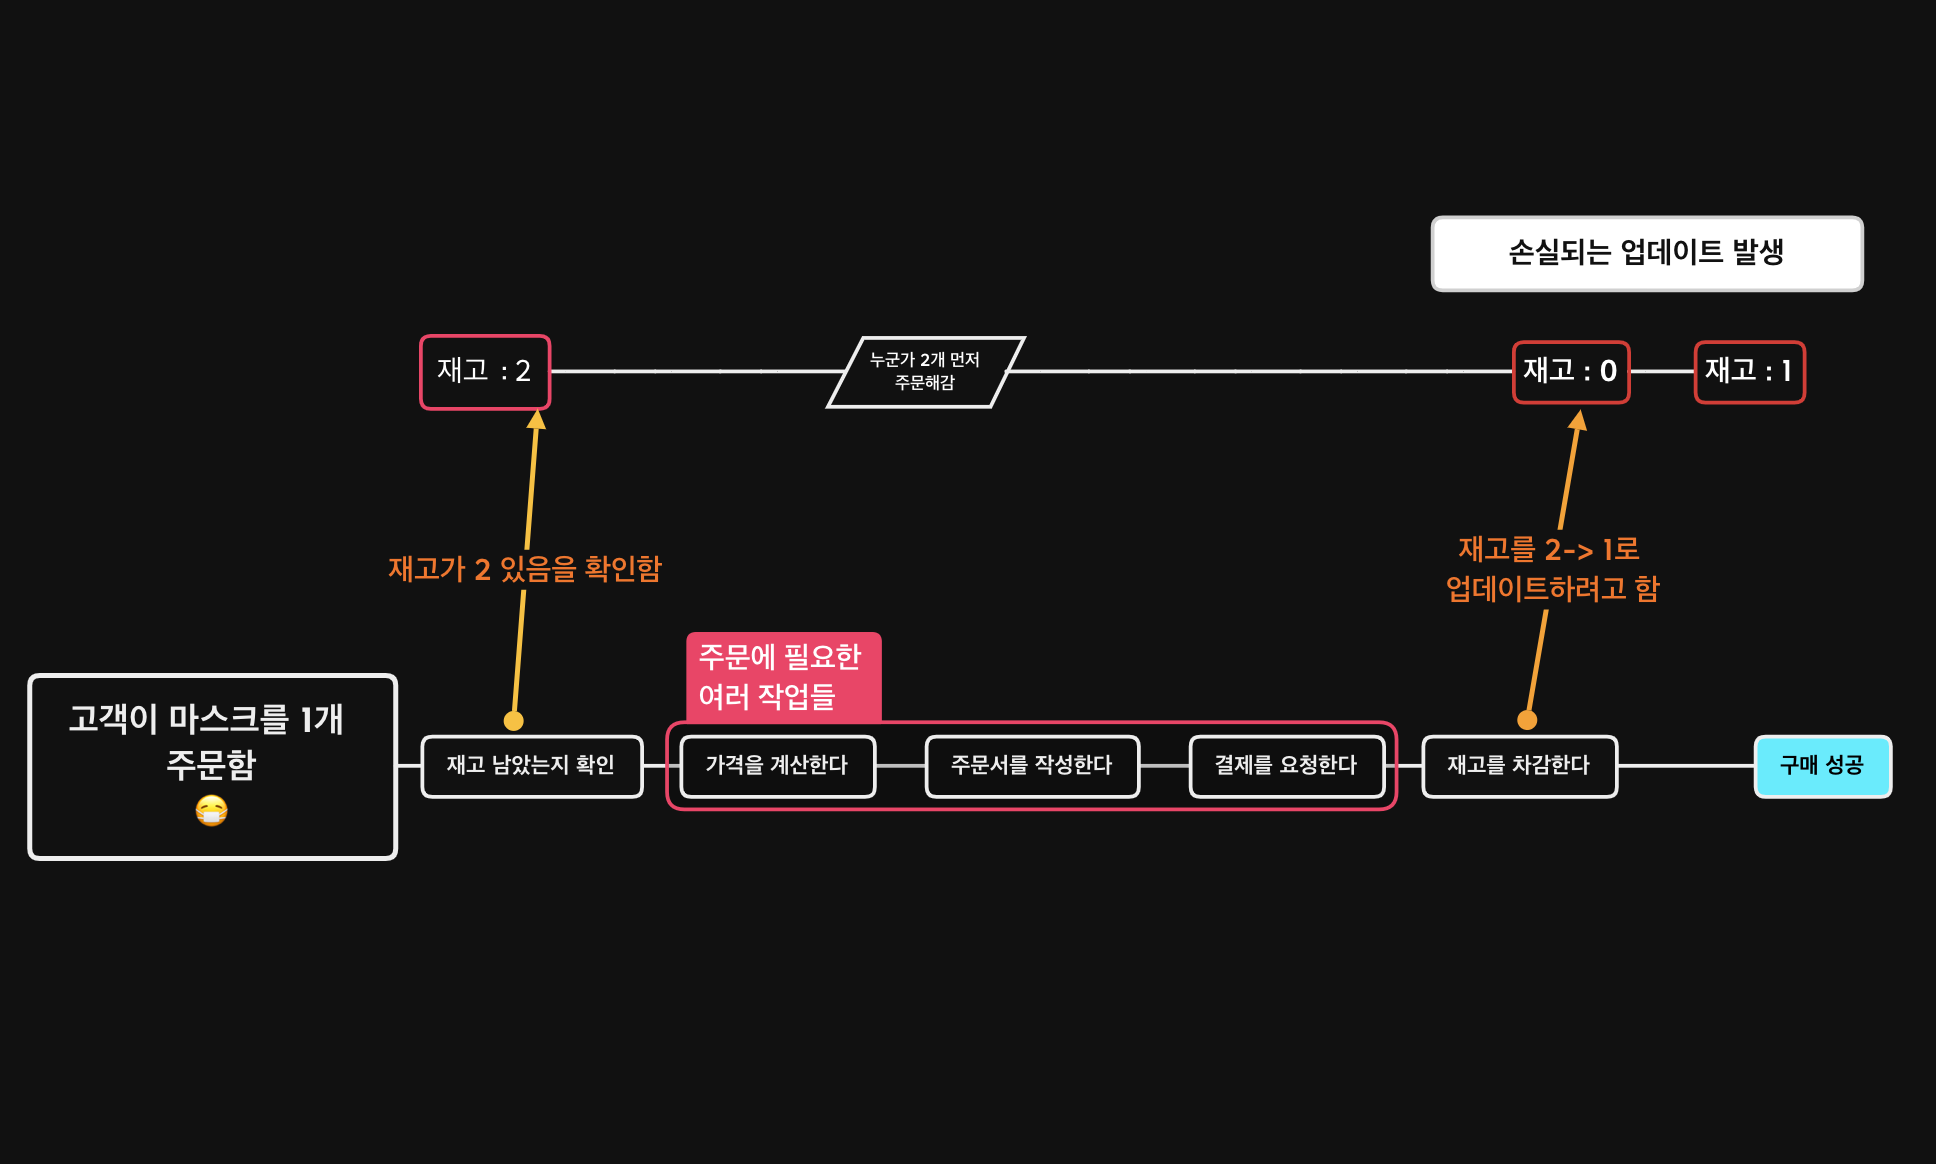 손실되는 업데이트 발생
재고 : 2
누군가 2개 먼저
주문해감
재고 : 0
재고 : 1
재고가 2 있음을 확인함
재고를 2-> 1로
업데이트하려고 함
주문에 필요한
여러 작업들
고객이 마스크를 1개
주문함
😷
재고 남았는지 확인
가격을 계산한다
주문서를 작성한다
결제를 요청한다
재고를 차감한다
구매 성공